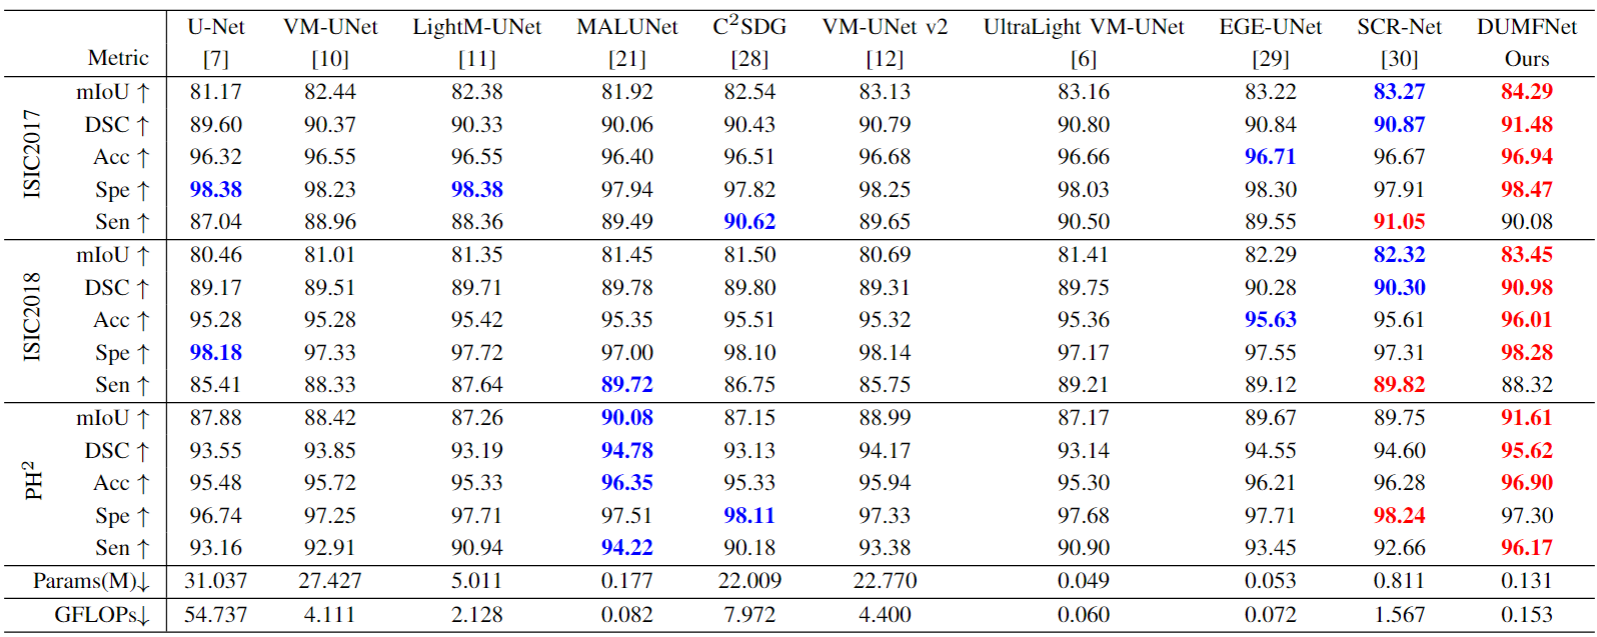 U-Net VM-UNet LightM-UNet MALUNet C²SDG VM-UNet v2 UltraLight VM-UNet EGE-UNet SCR-Net DUMFNet
Metric [7] [10] [11] [21] [28] [12] [6] [29] [30] Ours
ISIC2017
mIoU ↑ 81.17 82.44 82.38 81.92 82.54 83.13 83.16 83.22 83.27 84.29
DSC ↑ 89.60 90.37 90.33 90.06 90.43 90.79 90.80 90.84 90.87 91.48
Acc ↑ 96.32 96.55 96.55 96.40 96.51 96.68 96.66 96.71 96.67 96.94
Spe ↑ 98.38 98.23 98.38 97.94 97.82 98.25 98.03 98.30 97.91 98.47
Sen ↑ 87.04 88.96 88.36 89.49 90.62 89.65 90.50 89.55 91.05 90.08
ISIC2018
mIoU ↑ 80.46 81.01 81.35 81.45 81.50 80.69 81.41 82.29 82.32 83.45
DSC ↑ 89.17 89.51 89.71 89.78 89.80 89.31 89.75 90.28 90.30 90.98
Acc ↑ 95.28 95.28 95.42 95.35 95.51 95.32 95.36 95.63 95.61 96.01
Spe ↑ 98.18 97.33 97.72 97.00 98.10 98.14 97.17 97.55 97.31 98.28
Sen ↑ 85.41 88.33 87.64 89.72 86.75 85.75 89.21 89.12 89.82 88.32
PH²
mIoU ↑ 87.88 88.42 87.26 90.08 87.15 88.99 87.17 89.67 89.75 91.61
DSC ↑ 93.55 93.85 93.19 94.78 93.13 94.17 93.14 94.55 94.60 95.62
Acc ↑ 95.48 95.72 95.33 96.35 95.33 95.94 95.30 96.21 96.28 96.90
Spe ↑ 96.74 97.25 97.71 97.51 98.11 97.33 97.68 97.71 98.24 97.30
Sen ↑ 93.16 92.91 90.94 94.22 90.18 93.38 90.90 93.45 92.66 96.17
Params(M)↓ 31.037 27.427 5.011 0.177 22.009 22.770 0.049 0.053 0.811 0.131
GFLOPs↓ 54.737 4.111 2.128 0.082 7.972 4.400 0.060 0.072 1.567 0.153